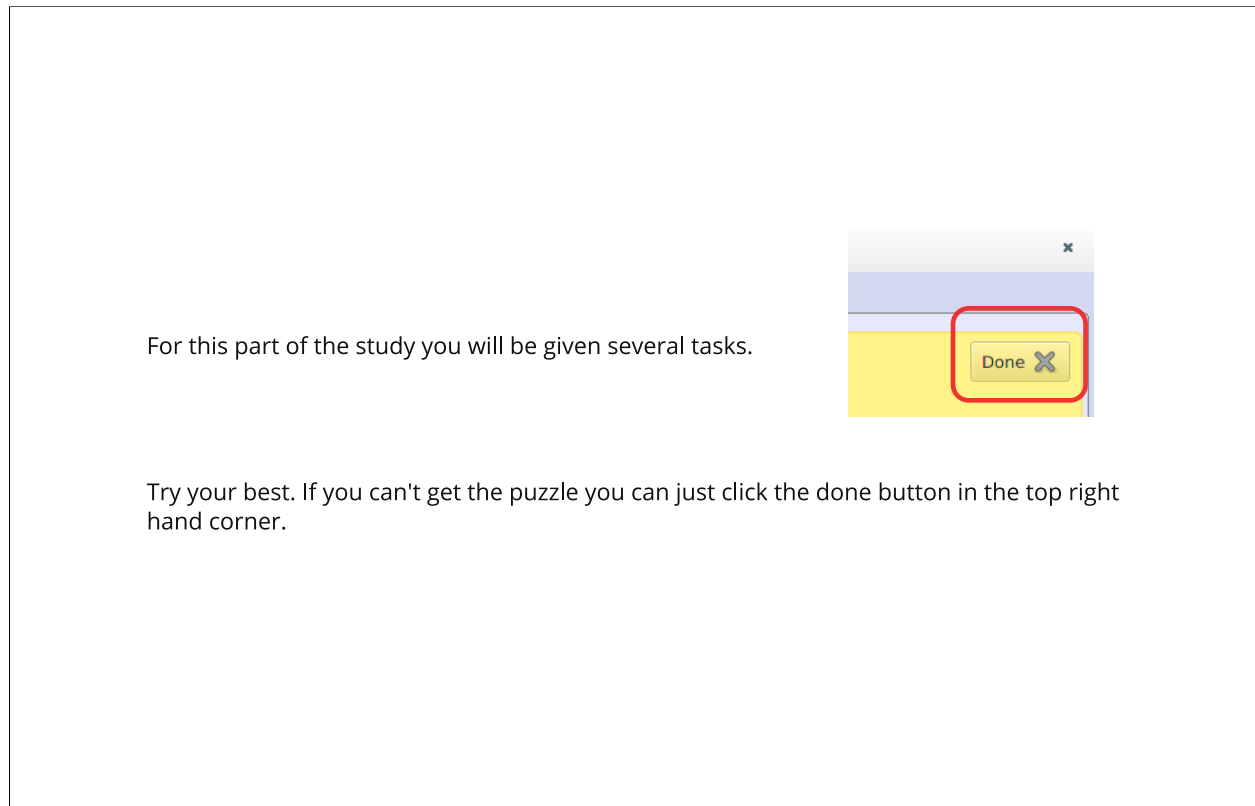 For this part of the study you will be given several tasks.
Done
Try your best. If you can't get the puzzle you can just click the done button in the top right
hand corner.